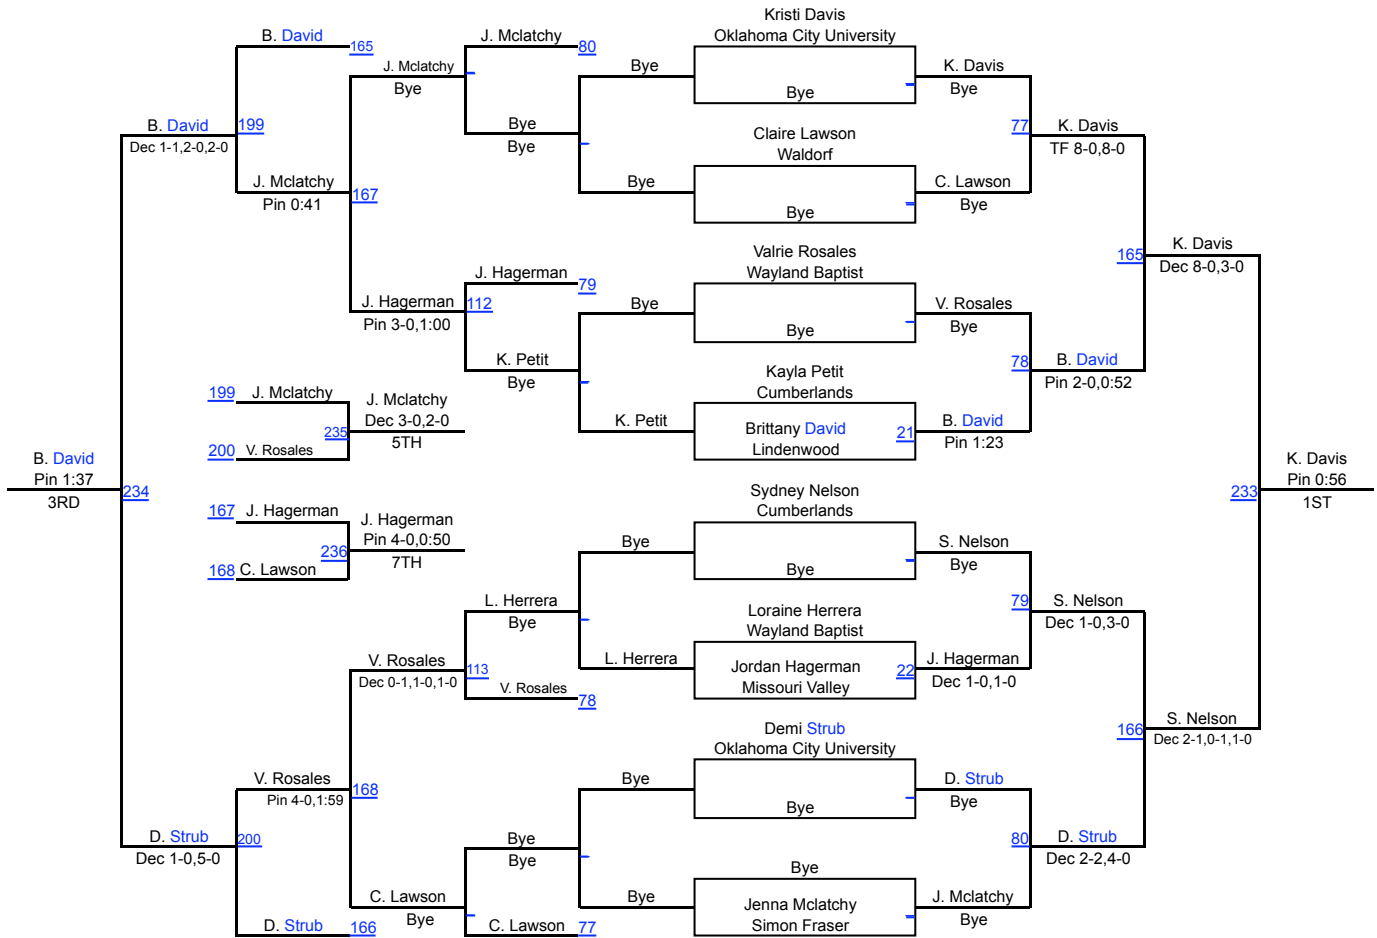 Kristi Davis
Oklahoma City University
Bye
Claire Lawson
Waldorf
Bye
Valrie Rosales
Wayland Baptist
Bye
Kayla Petit
Cumberlands
Brittany David
Lindenwood
21
Sydney Nelson
Cumberlands
Bye
Loraine Herrera
Wayland Baptist
Jordan Hagerman
Missouri Valley
22
Demi Strub
Oklahoma City University
Bye
Bye
Jenna Mclatchy
Simon Fraser
K. Davis
Bye
C. Lawson
Bye
V. Rosales
Bye
B. David
Pin 1:23
S. Nelson
Bye
J. Hagerman
Dec 1-0,1-0
D. Strub
Bye
J. Mclatchy
Bye
77
K. Davis
TF 8-0,8-0
78
B. David
Pin 2-0,0:52
79
S. Nelson
Dec 1-0,3-0
80
D. Strub
Dec 2-2,4-0
165
K. Davis
Dec 8-0,3-0
166
S. Nelson
Dec 2-1,0-1,1-0
233
K. Davis
Pin 0:56
1ST
Bye
Bye
Bye
K. Petit
Bye
L. Herrera
Bye
Bye
J. Mclatchy
80
Bye
Bye
J. Hagerman
79
K. Petit
Bye
L. Herrera
Bye
V. Rosales
78
Bye
Bye
C. Lawson
77
J. Mclatchy
Bye
J. Hagerman
112
Pin 3-0,1:00
V. Rosales
113
Dec 0-1,1-0,1-0
C. Lawson
Bye
B. David
165
J. Mclatchy
167
Pin 0:41
V. Rosales
168
Pin 4-0,1:59
D. Strub
166
B. David
199
Dec 1-1,2-0,2-0
D. Strub
200
Dec 1-0,5-0
B. David
Pin 1:37
234
3RD
199
J. Mclatchy
200
V. Rosales
235
J. Mclatchy
Dec 3-0,2-0
5TH
167
J. Hagerman
168
C. Lawson
236
J. Hagerman
Pin 4-0,0:50
7TH